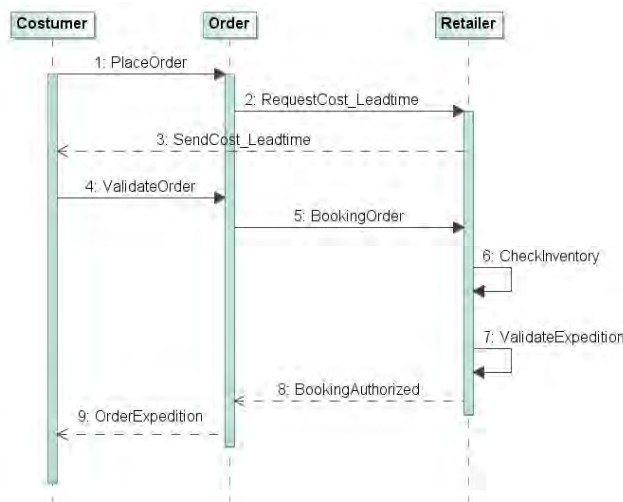 Costumer
Order
Retailer
1: PlaceOrder
2: RequestCost_Leadtime
3: SendCost_Leadtime
4: ValidateOrder
5: BookingOrder
6: CheckInventory
7: ValidateExpedition
8: BookingAuthorized
9: OrderExpedition